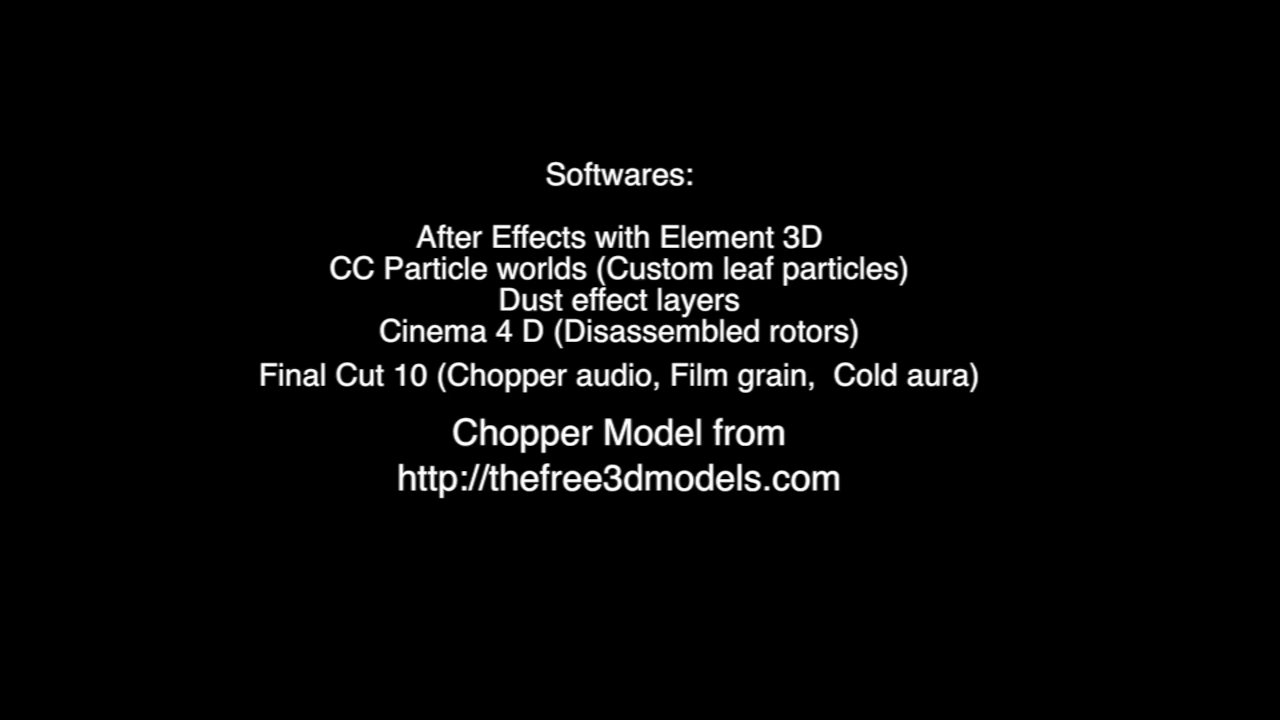 Softwares:
After Effects with Element 3D
CC Particle worlds (Custom leaf particles)
Dust effect layers
Cinema 4 D (Disassembled rotors)
Final Cut 10 (Chopper audio, Film grain,  Cold aura)
Chopper Model from
http://thefree3dmodels.com